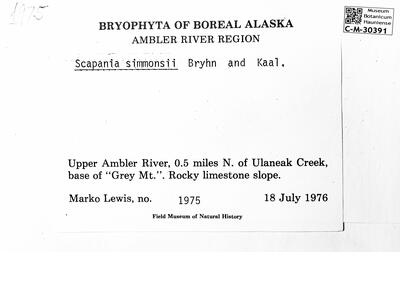 1975
Museum
Botanicum
Hauniense
C-M-30391
BRYOPHYTA OF BOREAL ALASKA
AMBLER RIVER REGION
Scapania simmonsii Bryhn and Kaal.
Upper Ambler River, 0.5 miles N. of Ulaneak Creek,
base of "Grey Mt.". Rocky limestone slope.
Marko Lewis, no. 1975 18 July 1976
Field Museum of Natural History